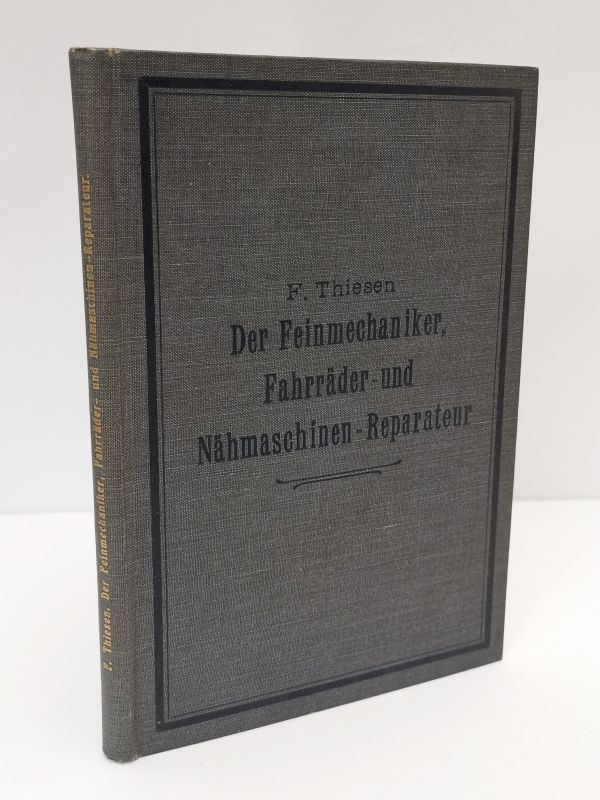 F. Thiesen
Der Feinmechaniker,
Fahrräder- und
Nähmaschinen-Reparateur
F. Thiesen. Der Feinmechaniker, Fahrräder- und Nähmaschinen-Reparateur.